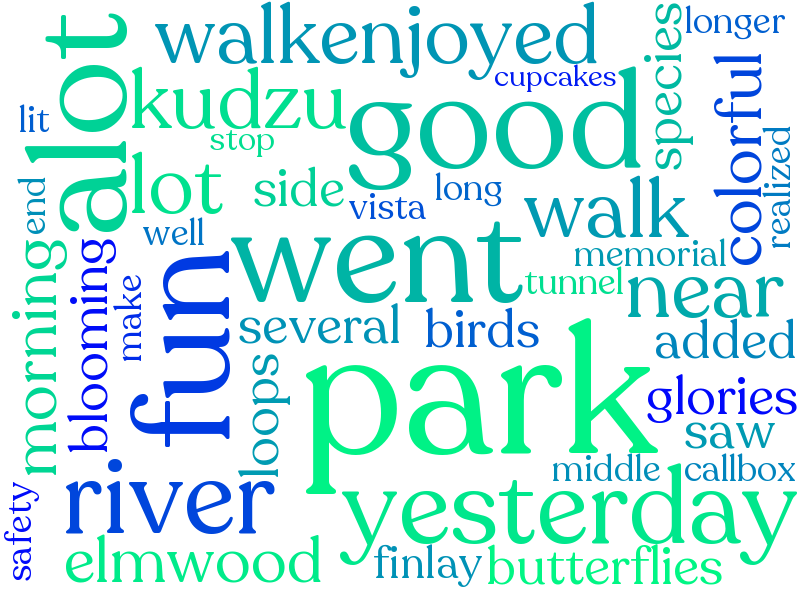 alot
walkenjoyed
species
longer
cupcakes
colorful
lit
kudzu
good
stop
realized
end
lot
side
long
walk
vista
well
morning
blooming
fun
went
memorial
make
tunnel
near
several
birds
added
loops
park
glories
saw
river
middle
callbox
safety
yesterday
elmwood
finlay
butterflies